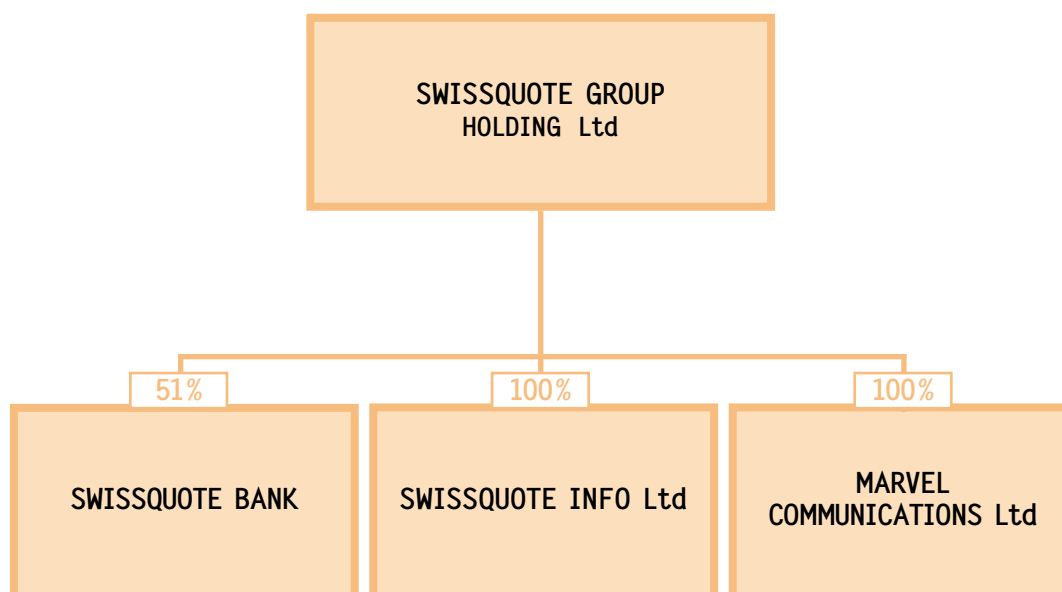 SWISSQUOTE GROUP
HOLDING Ltd
51%
100%
100%
SWISSQUOTE BANK
SWISSQUOTE INFO Ltd
MARVEL
COMMUNICATIONS Ltd